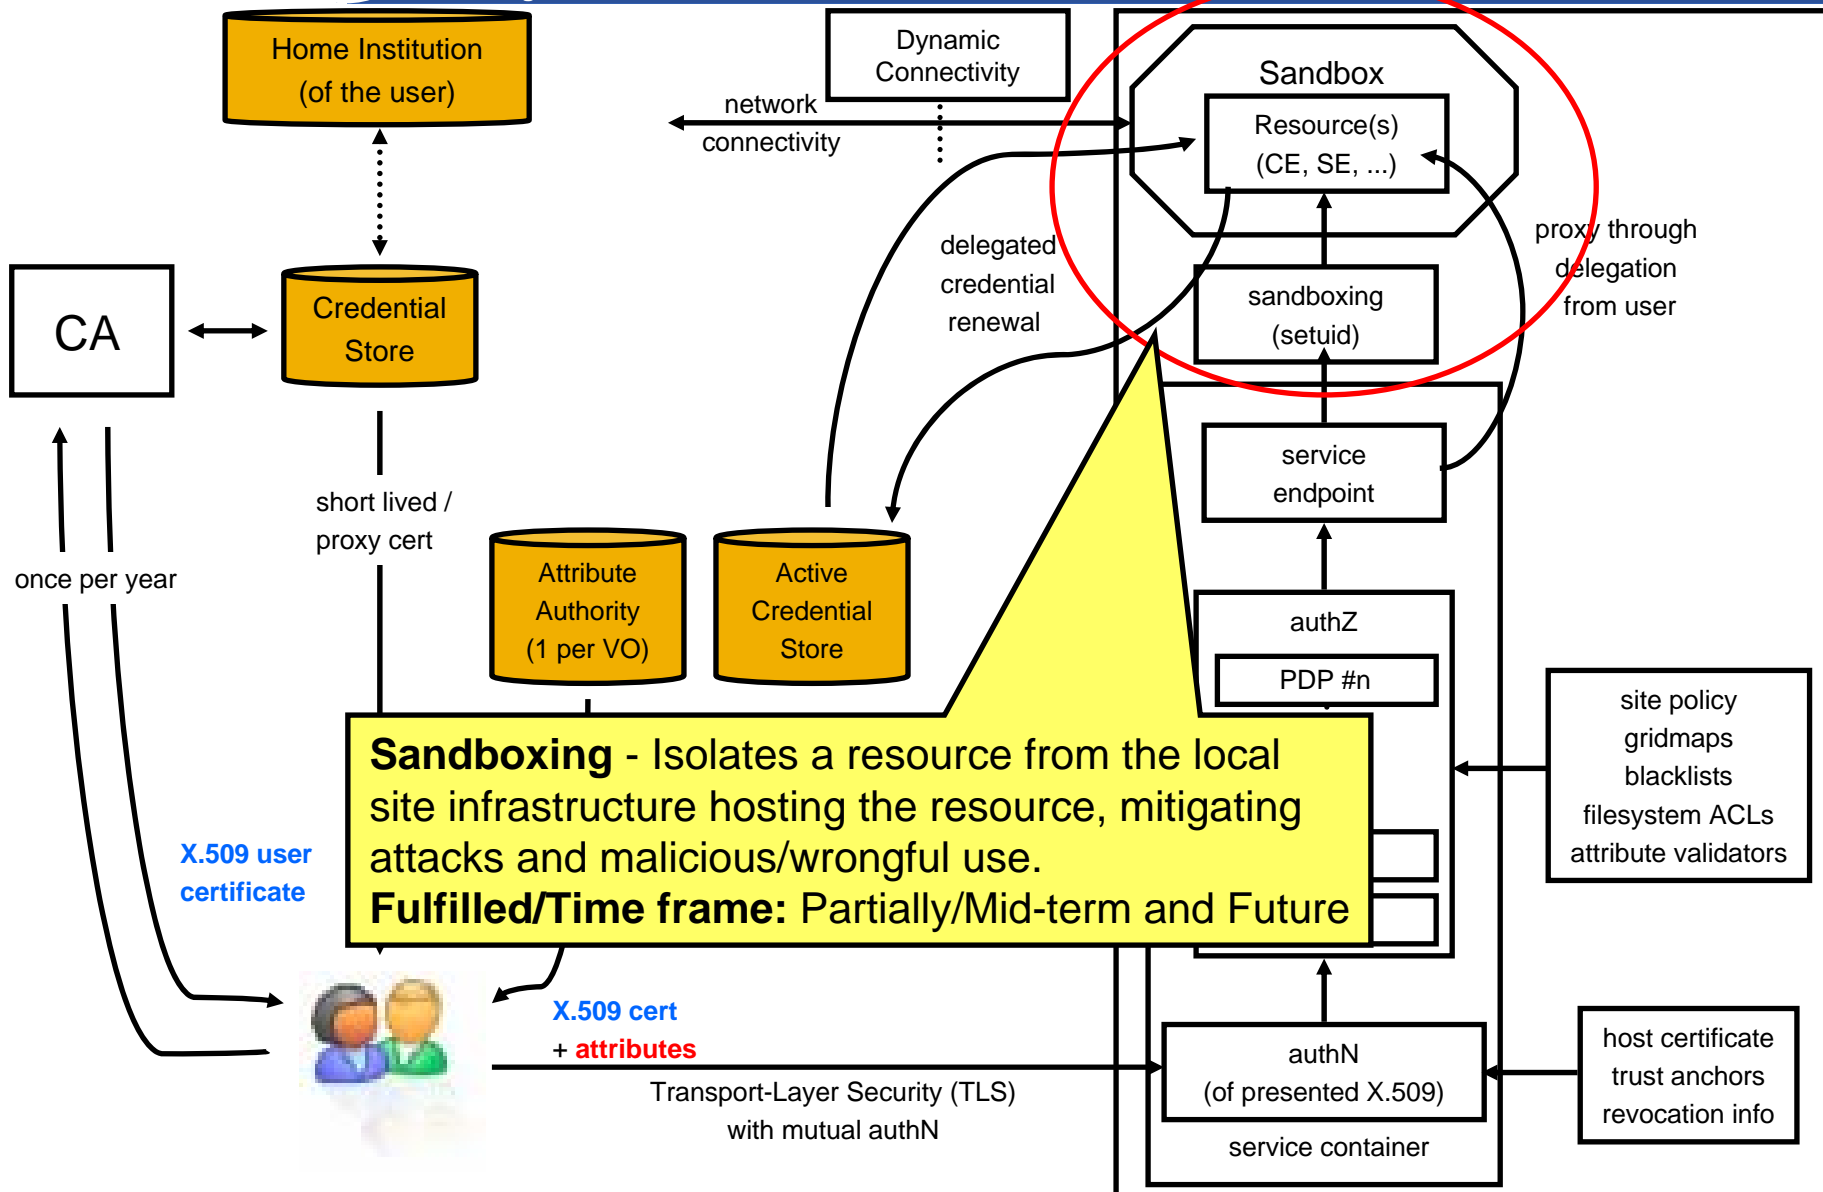 Home Institution
(of the user)
Dynamic
Connectivity
network
connectivity
Sandbox
Resource(s)
(CE, SE, ...)
delegated
credential
renewal
proxy through
delegation
from user
sandboxing
(setuid)
CA
Credential
Store
service
endpoint
short lived /
proxy cert
once per year
Attribute
Authority
(1 per VO)
Active
Credential
Store
authZ
PDP #n
site policy
gridmaps
blacklists
filesystem ACLs
attribute validators
Sandboxing - Isolates a resource from the local
site infrastructure hosting the resource, mitigating
attacks and malicious/wrongful use.
Fulfilled/Time frame: Partially/Mid-term and Future
X.509 user
certificate
X.509 cert
+ attributes
Transport-Layer Security (TLS)
with mutual authN
authN
(of presented X.509)
service container
host certificate
trust anchors
revocation info